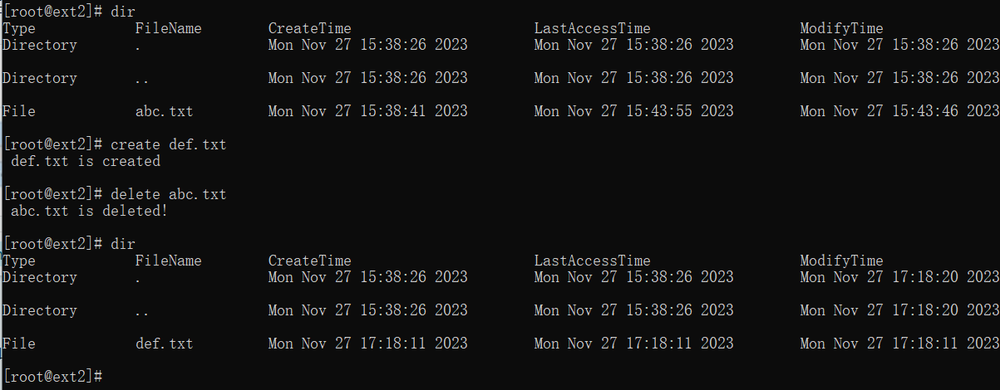 [root@ext2]# dir
Type FileName CreateTime LastAccessTime ModifyTime
Directory . Mon Nov 27 15:38:26 2023 Mon Nov 27 15:38:26 2023 Mon Nov 27 15:38:26 2023
Directory .. Mon Nov 27 15:38:26 2023 Mon Nov 27 15:38:26 2023 Mon Nov 27 15:38:26 2023
File abc.txt Mon Nov 27 15:38:41 2023 Mon Nov 27 15:43:55 2023 Mon Nov 27 15:43:46 2023
[root@ext2]# create def.txt
def.txt is created
[root@ext2]# delete abc.txt
abc.txt is deleted!
[root@ext2]# dir
Type FileName CreateTime LastAccessTime ModifyTime
Directory . Mon Nov 27 15:38:26 2023 Mon Nov 27 15:38:26 2023 Mon Nov 27 17:18:20 2023
Directory .. Mon Nov 27 15:38:26 2023 Mon Nov 27 15:38:26 2023 Mon Nov 27 17:18:20 2023
File def.txt Mon Nov 27 17:18:11 2023 Mon Nov 27 17:18:11 2023 Mon Nov 27 17:18:11 2023
[root@ext2]#